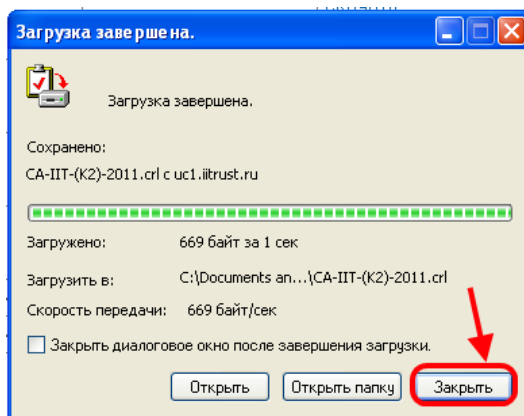 Загрузка завершена.
Загрузка завершена.
Сохранено:
CA-IIT-(K2)-2011.crl с uc1.iitrust.ru
Загружено: 669 байт за 1 сек
Загрузить в: C:\Documents an...\CA-IIT-(K2)-2011.crl
Скорость передачи: 669 байт/сек
Закрыть диалоговое окно после завершения загрузки.
Открыть Открыть папку Закрыть